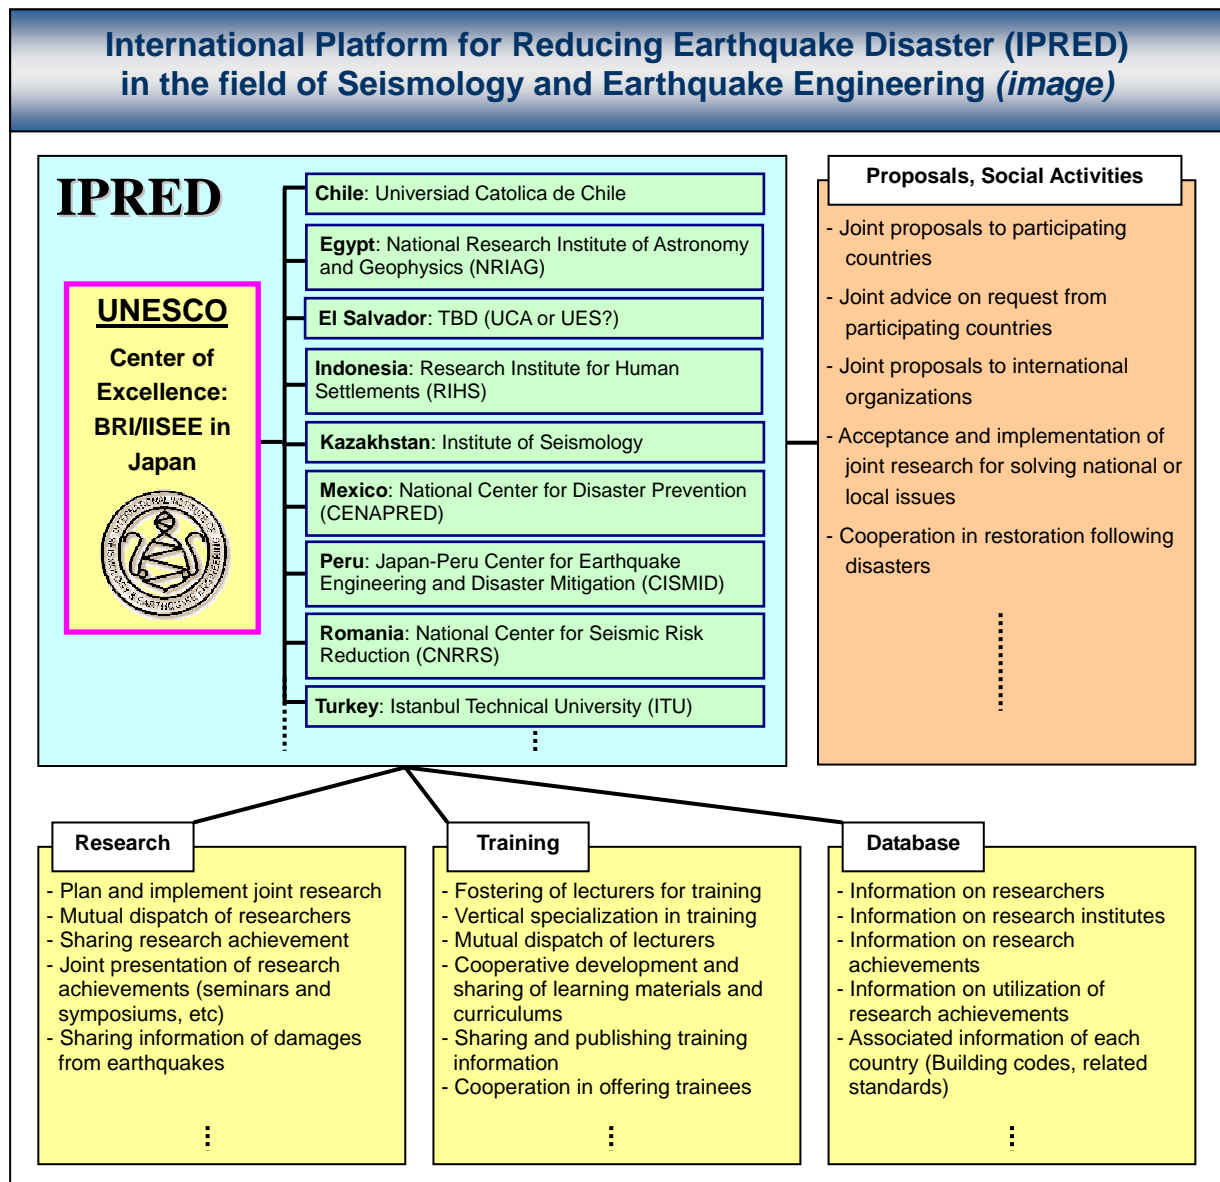 International Platform for Reducing Earthquake Disaster (IPRED)
in the field of Seismology and Earthquake Engineering (image)
IPRED
UNESCO
Center of
Excellence:
BRI/IISEE in
Japan
INTERNATIONAL INSTITUTE OF
SEISMOLOGY & EARTHQUAKE ENGINEERING
Chile: Universiad Catolica de Chile
Egypt: National Research Institute of Astronomy
and Geophysics (NRIAG)
El Salvador: TBD (UCA or UES?)
Indonesia: Research Institute for Human
Settlements (RIHS)
Kazakhstan: Institute of Seismology
Mexico: National Center for Disaster Prevention
(CENAPRED)
Peru: Japan-Peru Center for Earthquake
Engineering and Disaster Mitigation (CISMID)
Romania: National Center for Seismic Risk
Reduction (CNRRS)
Turkey: Istanbul Technical University (ITU)
Proposals, Social Activities
- Joint proposals to participating
countries
- Joint advice on request from
participating countries
- Joint proposals to international
organizations
- Acceptance and implementation of
joint research for solving national or
local issues
- Cooperation in restoration following
disasters
Research
- Plan and implement joint research
- Mutual dispatch of researchers
- Sharing research achievement
- Joint presentation of research
achievements (seminars and
symposiums, etc)
- Sharing information of damages
from earthquakes
Training
- Fostering of lecturers for training
- Vertical specialization in training
- Mutual dispatch of lecturers
- Cooperative development and
sharing of learning materials and
curriculums
- Sharing and publishing training
information
- Cooperation in offering trainees
Database
- Information on researchers
- Information on research institutes
- Information on research
achievements
- Information on utilization of
research achievements
- Associated information of each
country (Building codes, related
standards)